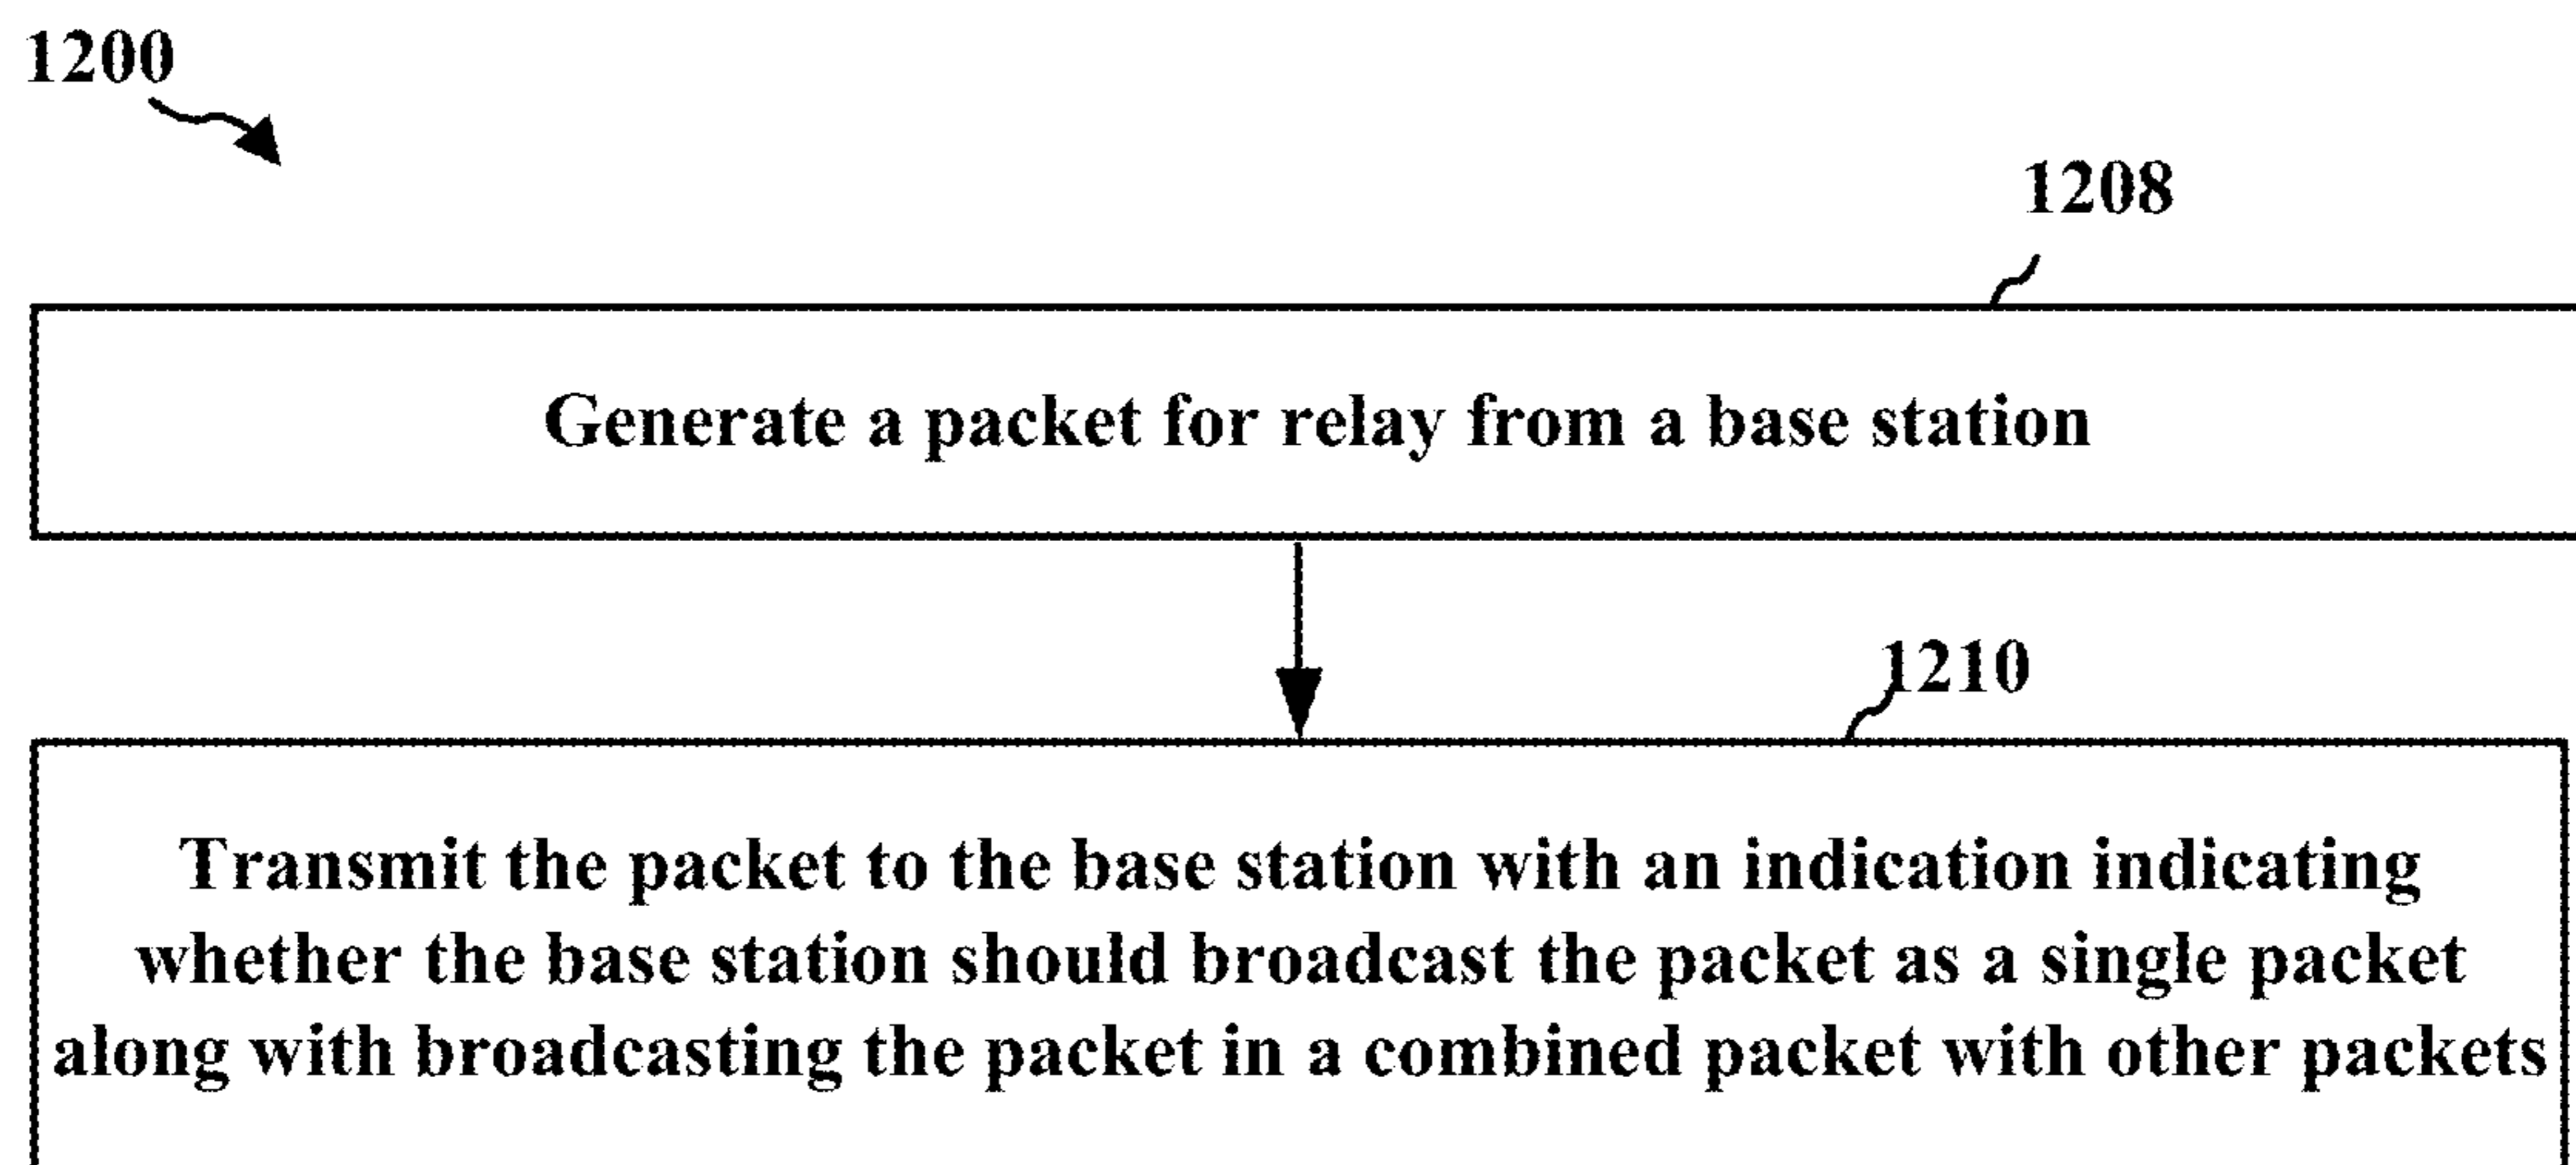 1200
1208
Generate a packet for relay from a base station
1210
Transmit the packet to the base station with an indication indicating
whether the base station should broadcast the packet as a single packet
along with broadcasting the packet in a combined packet with other packets